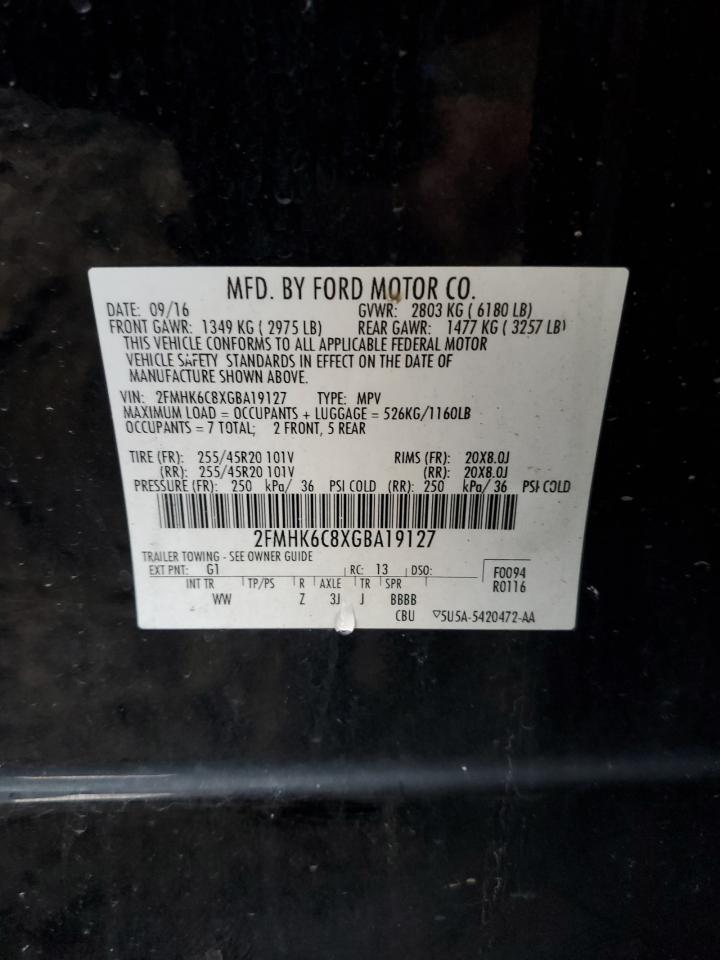 MFD. BY FORD MOTOR CO.
DATE: 09/16 GVWR: 2803 KG ( 6180 LB)
FRONT GAWR: 1349 KG ( 2975 LB) REAR GAWR: 1477 KG ( 3257 LB)
THIS VEHICLE CONFORMS TO ALL APPLICABLE FEDERAL MOTOR
VEHICLE SAFETY STANDARDS IN EFFECT ON THE DATE OF
MANUFACTURE SHOWN ABOVE.
VIN: 2FMHK6C8XGBA19127 TYPE: MPV
MAXIMUM LOAD = OCCUPANTS + LUGGAGE = 526KG/1160LB
OCCUPANTS = 7 TOTAL; 2 FRONT, 5 REAR
TIRE (FR): 255/45R20 101V RIMS (FR): 20X8.0J
(RR): 255/45R20 101V (RR): 20X8.0J
PRESSURE (FR): 250 kPa/ 36 PSI COLD (RR): 250 kPa/ 36 PSI COLD
2FMHK6C8XGBA19127
TRAILER TOWING - SEE OWNER GUIDE
EXT PNT: G1 RC: 13 DSO: F0094
INT TR TP/PS R AXLE TR SPR R0116
WW Z 3J J BBBB
CBU ▽5U5A-5420472-AA